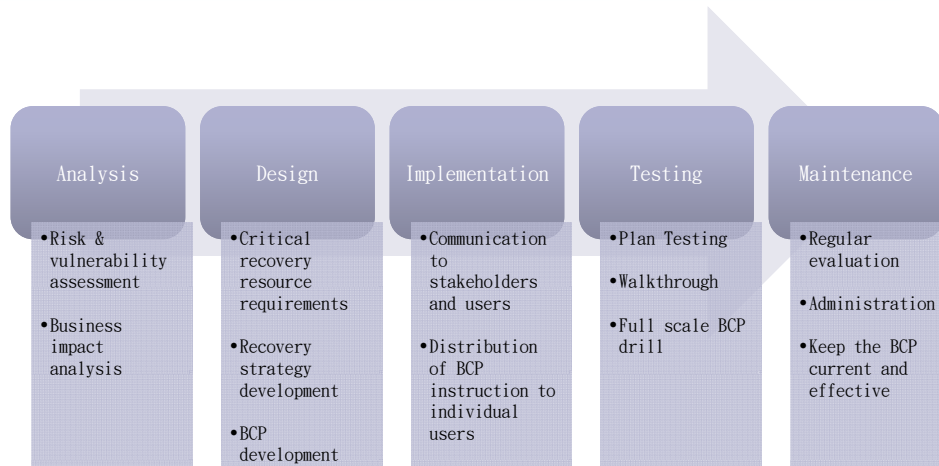 Analysis
•Risk &
vulnerability
assessment
•Business
impact
analysis
Design
•Critical
recovery
resource
requirements
•Recovery
strategy
development
•BCP
development
Implementation
•Communication
to
stakeholders
and users
•Distribution
of BCP
instruction to
individual
users
Testing
•Plan Testing
•Walkthrough
•Full scale BCP
drill
Maintenance
•Regular
evaluation
•Administration
•Keep the BCP
current and
effective